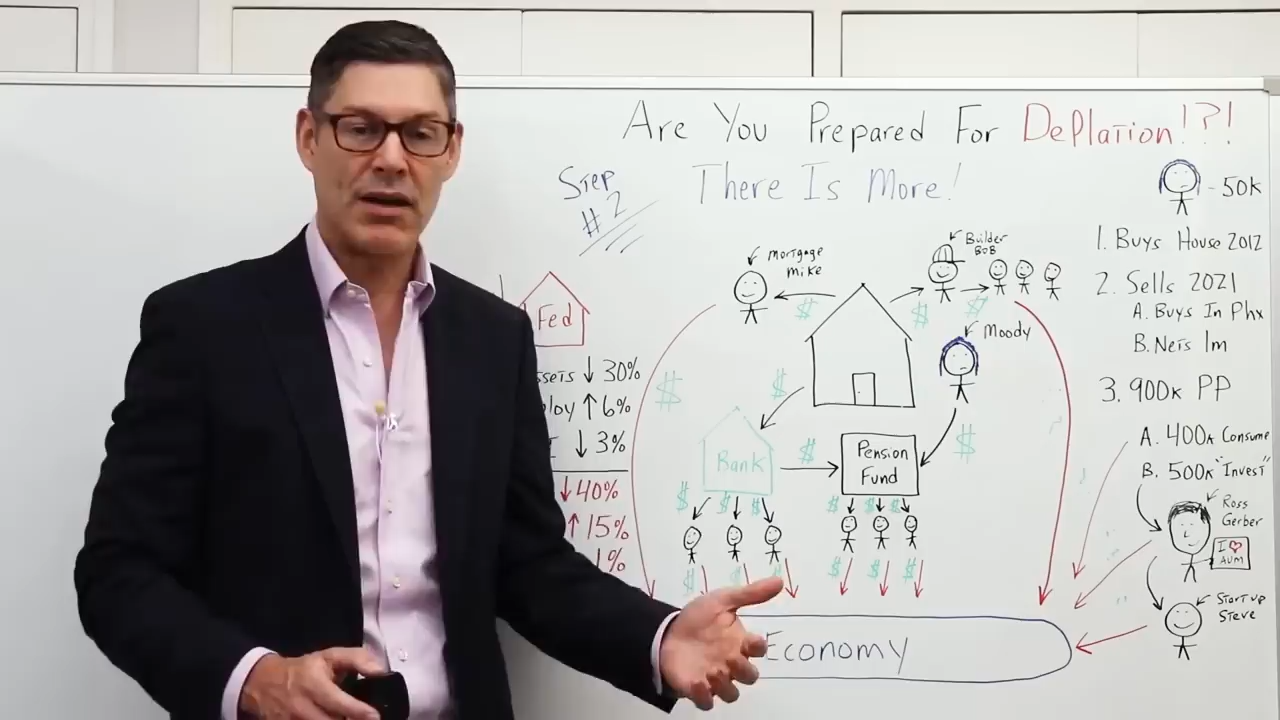 Are You Prepared For Deflation!?!
There Is More!
Step
#2
- 50k
1. Buys House 2012
2. Sells 2021
A. Buys In Phx
B. Nets 1m
3. 900k PP
A. 400k Consume
B. 500k "Invest"
Ross
Gerber
I ♡
AUM
Startup
Steve
Mortgage
Mike
$
Builder
BOB
$ $
Moody
$
$
$
Fed
ssets ↓ 30%
loy ↑ 6%
↓ 3%
↓ 40%
↑ 15%
1%
Bank
$
Pension
Fund
$ $ $
$ $ $
$ $ $
$ $ $
Economy